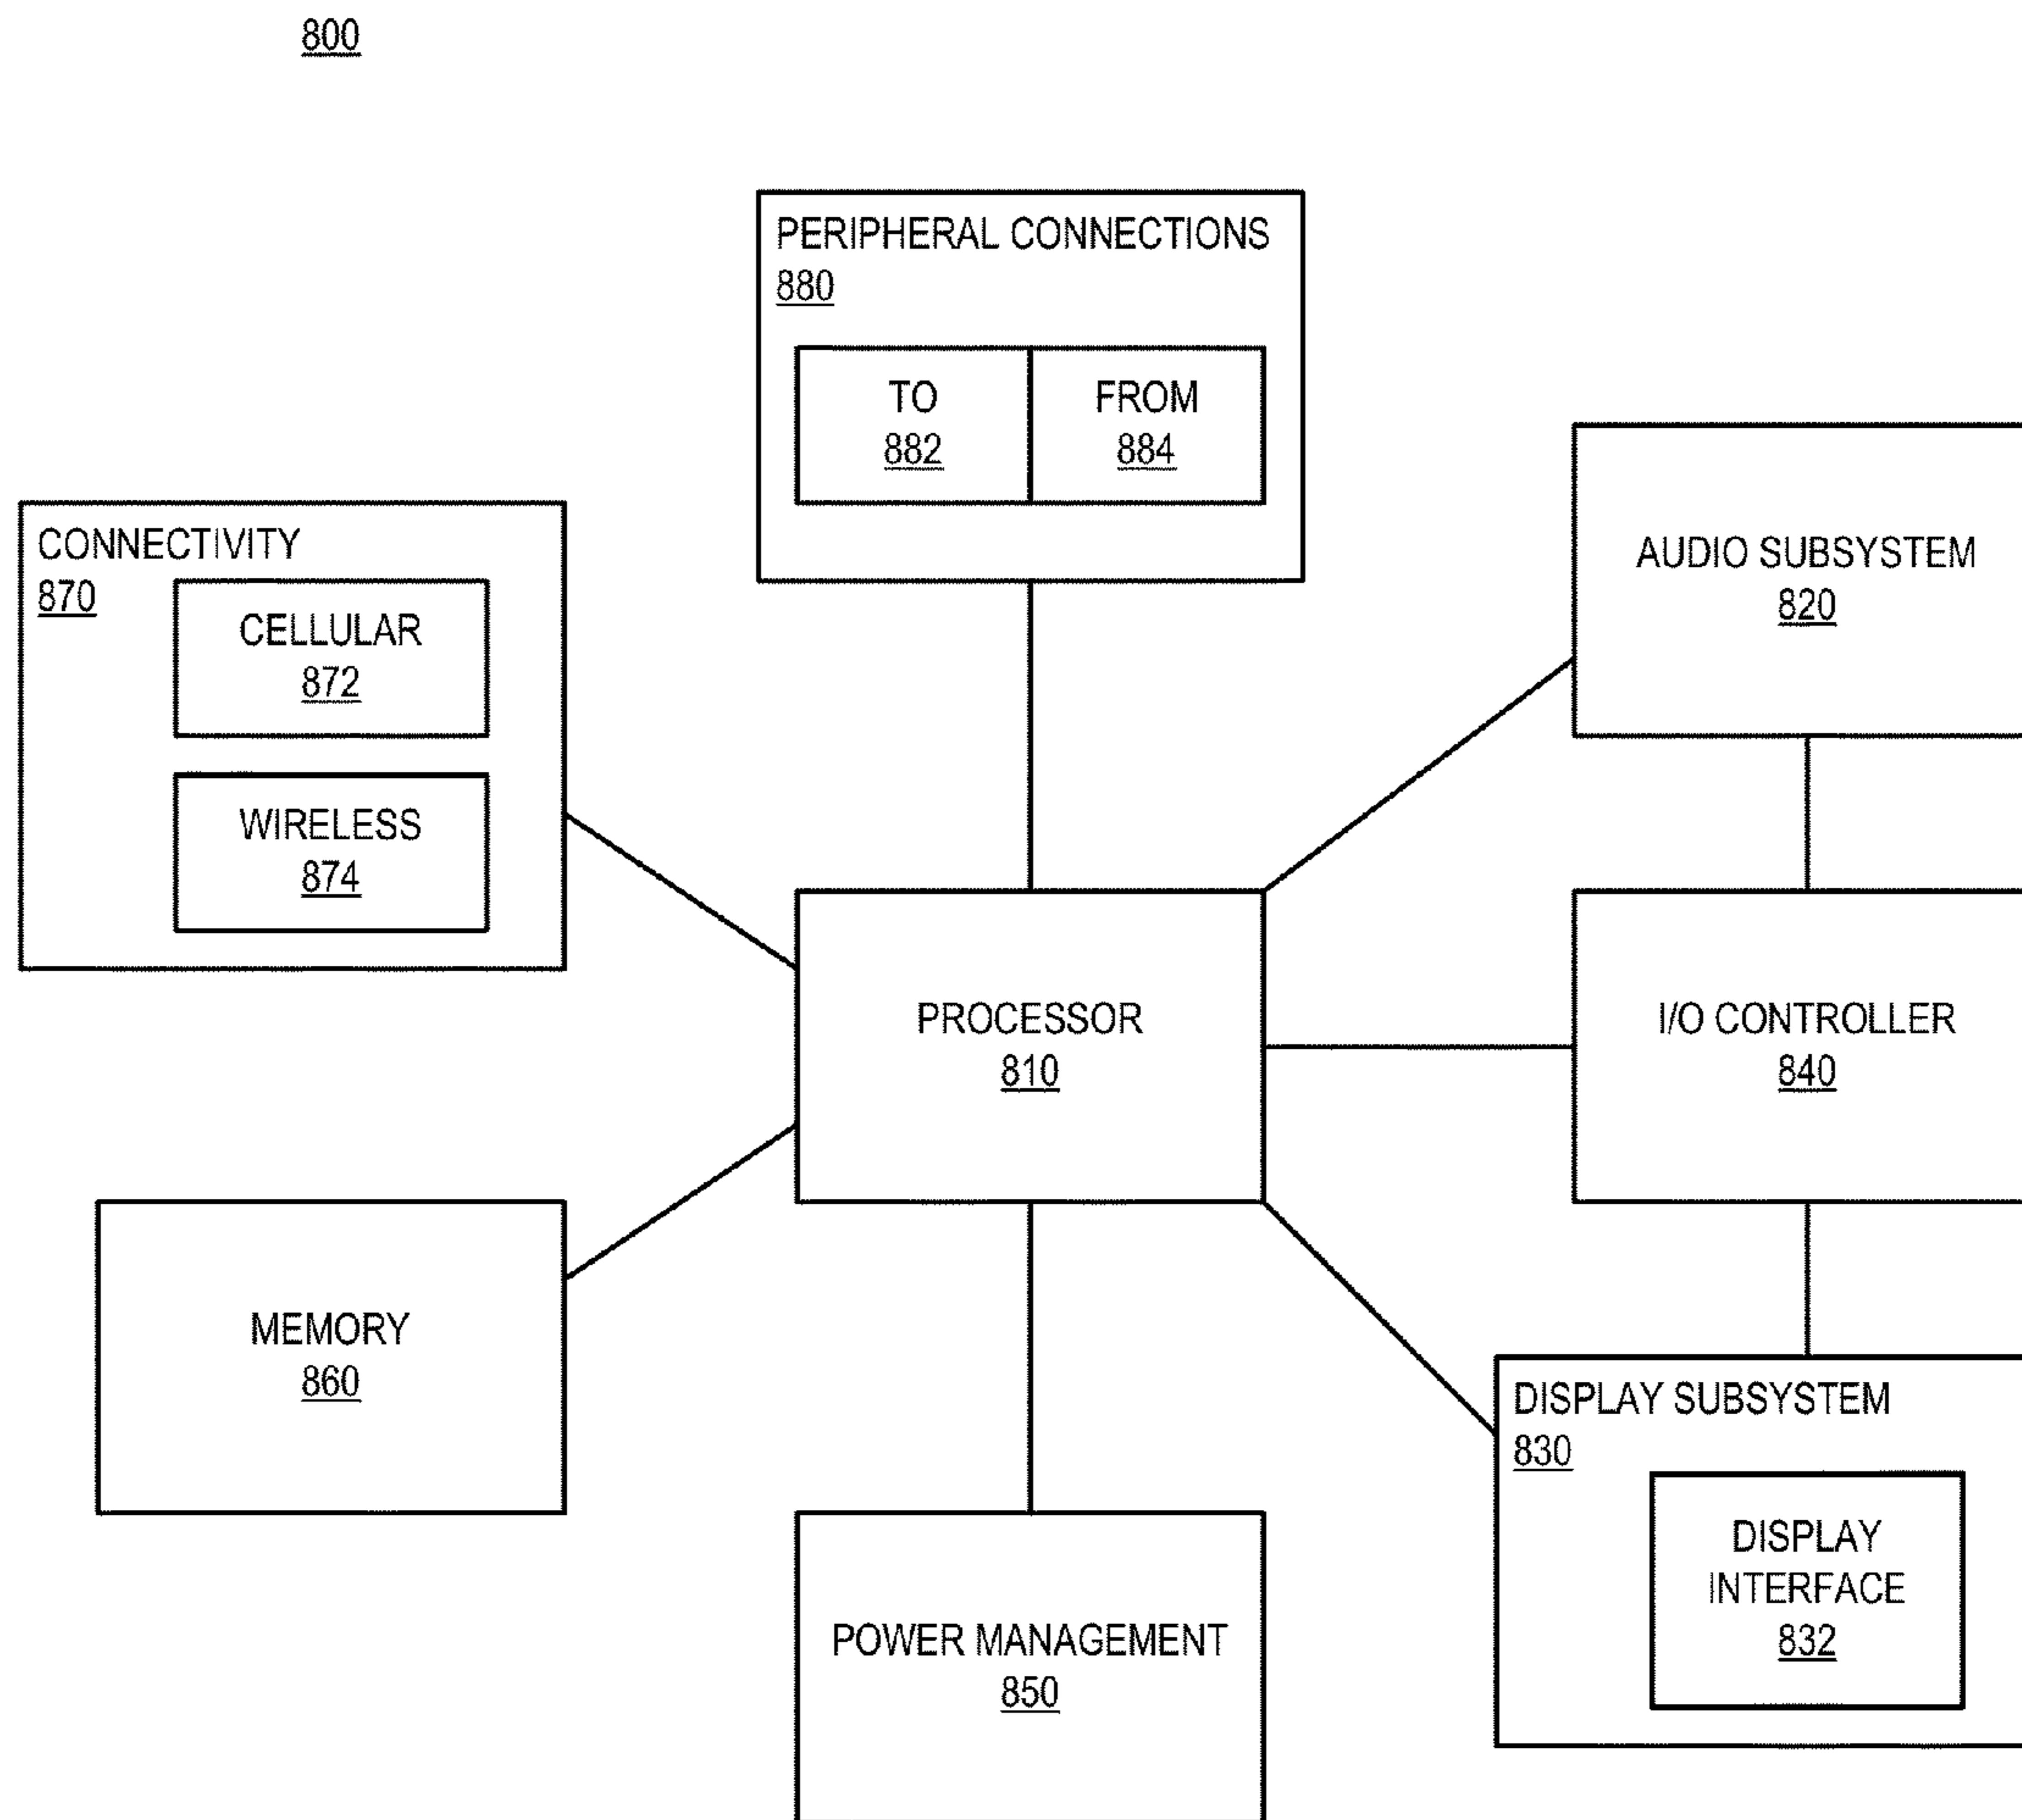 800
PERIPHERAL CONNECTIONS
880
TO
882
FROM
884
CONNECTIVITY
870
CELLULAR
872
WIRELESS
874
AUDIO SUBSYSTEM
820
PROCESSOR
810
I/O CONTROLLER
840
MEMORY
860
POWER MANAGEMENT
850
DISPLAY SUBSYSTEM
830
DISPLAY
INTERFACE
832